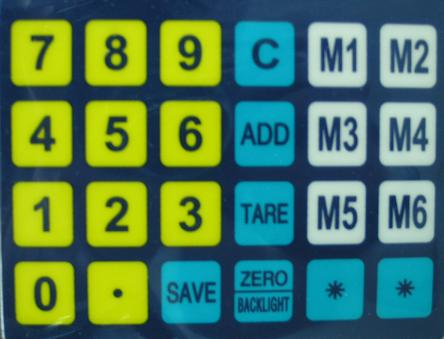 7 8 9 C M1 M2
4 5 6 ADD M3 M4
1 2 3 TARE M5 M6
0 . SAVE ZERO BACKLIGHT * *